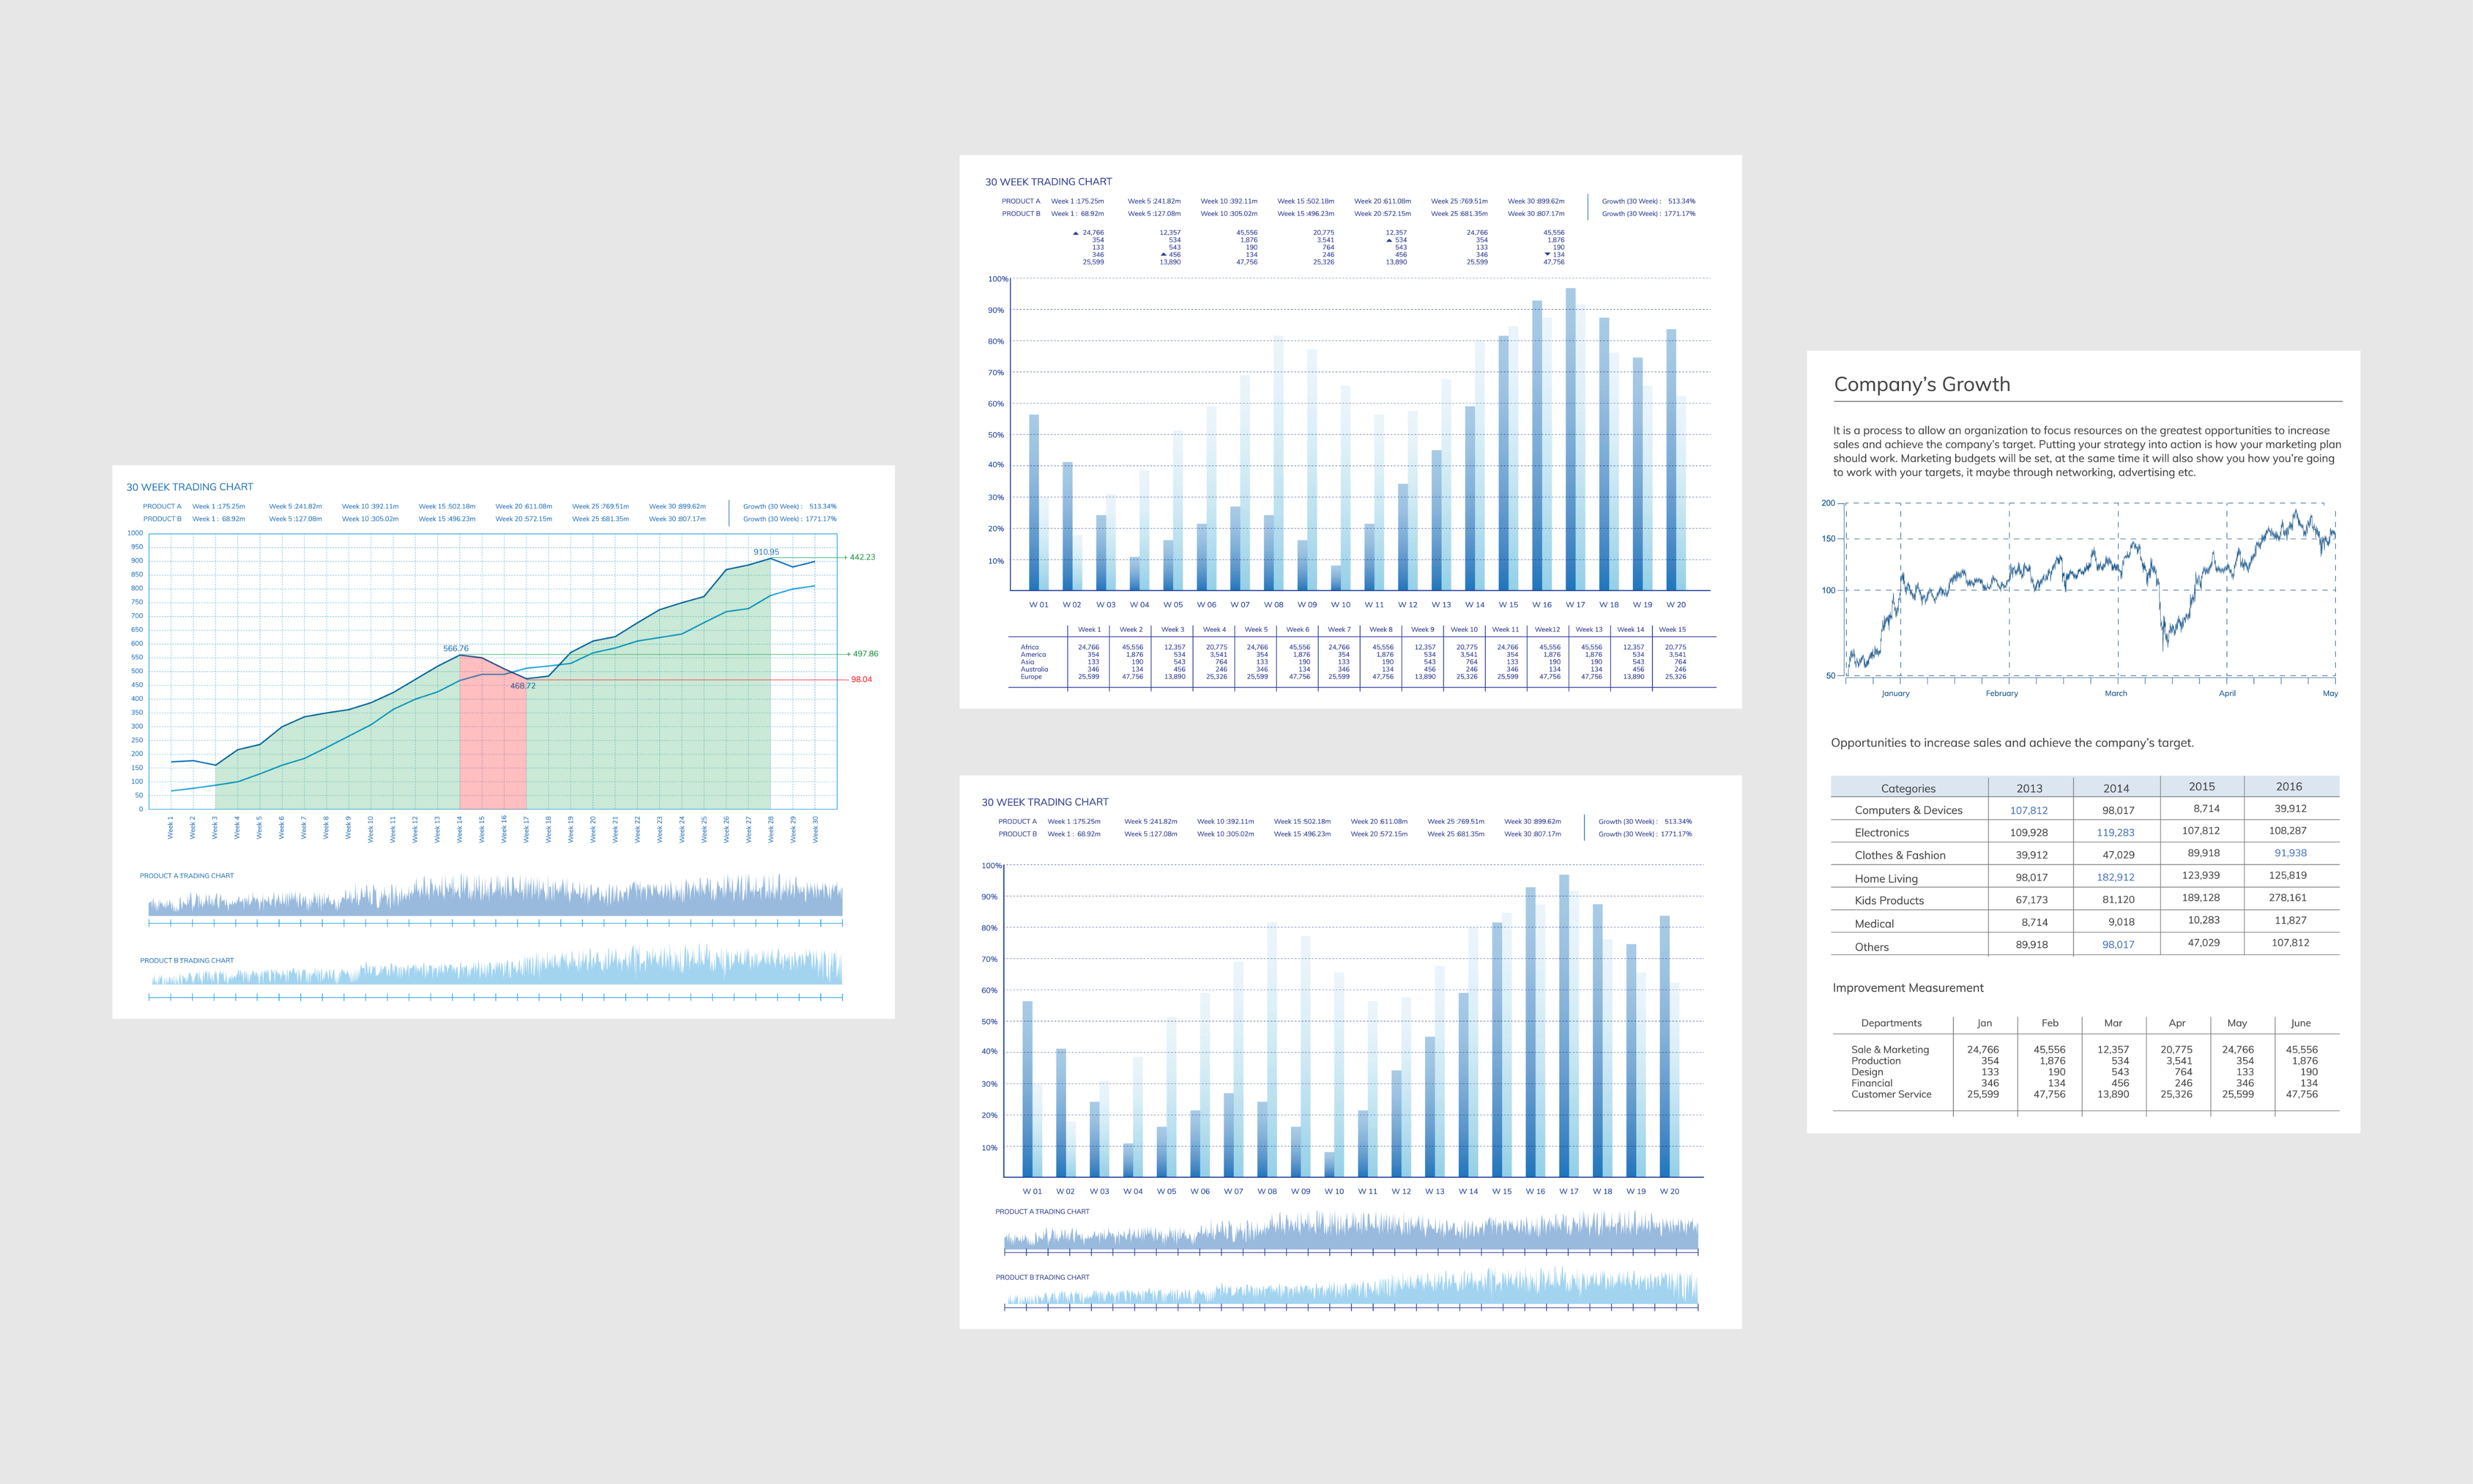 30 WEEK TRADING CHART
PRODUCT A Week 1 :175.25m Week 5 :241.82m Week 10 :392.11m Week 15 :502.18m Week 20 :611.08m Week 25 :769.51m Week 30 :899.62m Growth (30 Week) : 513.34%
PRODUCT B Week 1 : 68.92m Week 5 :127.08m Week 10 :305.02m Week 15 :496.23m Week 20 :572.15m Week 25 :681.35m Week 30 :807.17m Growth (30 Week) : 1771.17%
1000
950
900
850
800
750
700
650
600
550
500
450
400
350
300
250
200
150
100
50
0
910.95
+ 442.23
566.76
+ 497.86
468.72
98.04
Week 1 Week 2 Week 3 Week 4 Week 5 Week 6 Week 7 Week 8 Week 9 Week 10 Week 11 Week 12 Week 13 Week 14 Week 15 Week 16 Week 17 Week 18 Week 19 Week 20 Week 21 Week 22 Week 23 Week 24 Week 25 Week 26 Week 27 Week 28 Week 29 Week 30
PRODUCT A TRADING CHART
PRODUCT B TRADING CHART
30 WEEK TRADING CHART
PRODUCT A Week 1 :175.25m Week 5 :241.82m Week 10 :392.11m Week 15 :502.18m Week 20 :611.08m Week 25 :769.51m Week 30 :899.62m Growth (30 Week) : 513.34%
PRODUCT B Week 1 : 68.92m Week 5 :127.08m Week 10 :305.02m Week 15 :496.23m Week 20 :572.15m Week 25 :681.35m Week 30 :807.17m Growth (30 Week) : 1771.17%
▲ 24,766 12,357 45,556 20,775 12,357 24,766 45,556
354 534 1,876 3,541 ▲ 534 354 1,876
133 543 190 764 543 133 190
346 ▲ 456 134 246 456 346 ▼ 134
25,599 13,890 47,756 25,326 13,890 25,599 47,756
100%
90%
80%
70%
60%
50%
40%
30%
20%
10%
W 01 W 02 W 03 W 04 W 05 W 06 W 07 W 08 W 09 W 10 W 11 W 12 W 13 W 14 W 15 W 16 W 17 W 18 W 19 W 20
Week 1 Week 2 Week 3 Week 4 Week 5 Week 6 Week 7 Week 8 Week 9 Week 10 Week 11 Week12 Week 13 Week 14 Week 15
Africa 24,766 45,556 12,357 20,775 24,766 45,556 24,766 45,556 12,357 20,775 24,766 45,556 45,556 12,357 20,775
America 354 1,876 534 3,541 354 1,876 354 1,876 534 3,541 354 1,876 1,876 534 3,541
Asia 133 190 543 764 133 190 133 190 543 764 133 190 190 543 764
Australia 346 134 456 246 346 134 346 134 456 246 346 134 134 456 246
Europe 25,599 47,756 13,890 25,326 25,599 47,756 25,599 47,756 13,890 25,326 25,599 47,756 47,756 13,890 25,326
30 WEEK TRADING CHART
PRODUCT A Week 1 :175.25m Week 5 :241.82m Week 10 :392.11m Week 15 :502.18m Week 20 :611.08m Week 25 :769.51m Week 30 :899.62m Growth (30 Week) : 513.34%
PRODUCT B Week 1 : 68.92m Week 5 :127.08m Week 10 :305.02m Week 15 :496.23m Week 20 :572.15m Week 25 :681.35m Week 30 :807.17m Growth (30 Week) : 1771.17%
100%
90%
80%
70%
60%
50%
40%
30%
20%
10%
W 01 W 02 W 03 W 04 W 05 W 06 W 07 W 08 W 09 W 10 W 11 W 12 W 13 W 14 W 15 W 16 W 17 W 18 W 19 W 20
PRODUCT A TRADING CHART
PRODUCT B TRADING CHART
Company's Growth
It is a process to allow an organization to focus resources on the greatest opportunities to increase
sales and achieve the company's target. Putting your strategy into action is how your marketing plan
should work. Marketing budgets will be set, at the same time it will also show you how you're going
to work with your targets, it maybe through networking, advertising etc.
200
150
100
50
January February March April May
Opportunities to increase sales and achieve the company's target.
Categories 2013 2014 2015 2016
Computers & Devices 107,812 98,017 8,714 39,912
Electronics 109,928 119,283 107,812 108,287
Clothes & Fashion 39,912 47,029 89,918 91,938
Home Living 98,017 182,912 123,939 125,819
Kids Products 67,173 81,120 189,128 278,161
Medical 8,714 9,018 10,283 11,827
Others 89,918 98,017 47,029 107,812
Improvement Measurement
Departments Jan Feb Mar Apr May June
Sale & Marketing 24,766 45,556 12,357 20,775 24,766 45,556
Production 354 1,876 534 3,541 354 1,876
Design 133 190 543 764 133 190
Financial 346 134 456 246 346 134
Customer Service 25,599 47,756 13,890 25,326 25,599 47,756